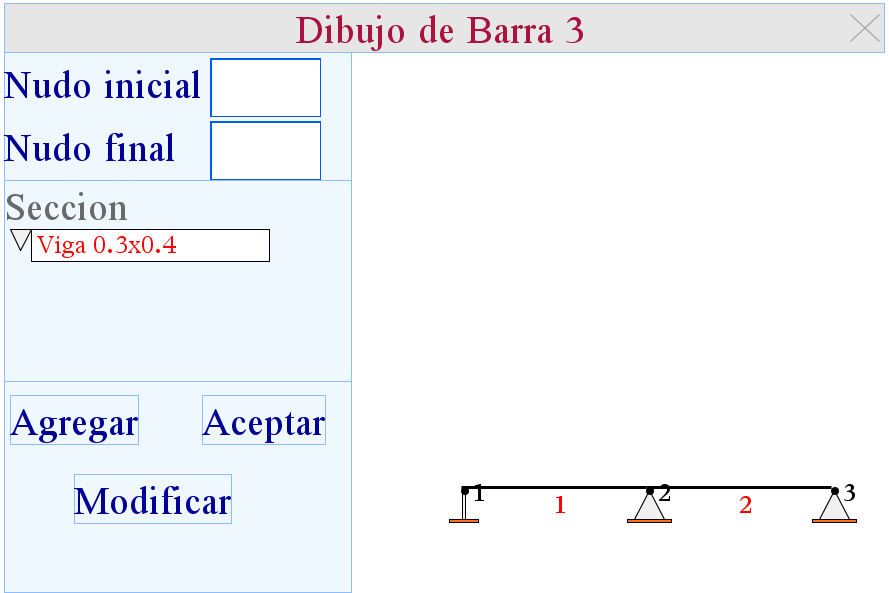 Dibujo de Barra 3
Nudo inicial
Nudo final
Seccion
Viga 0.3x0.4
Agregar
Aceptar
Modificar
1
2
3
1
2